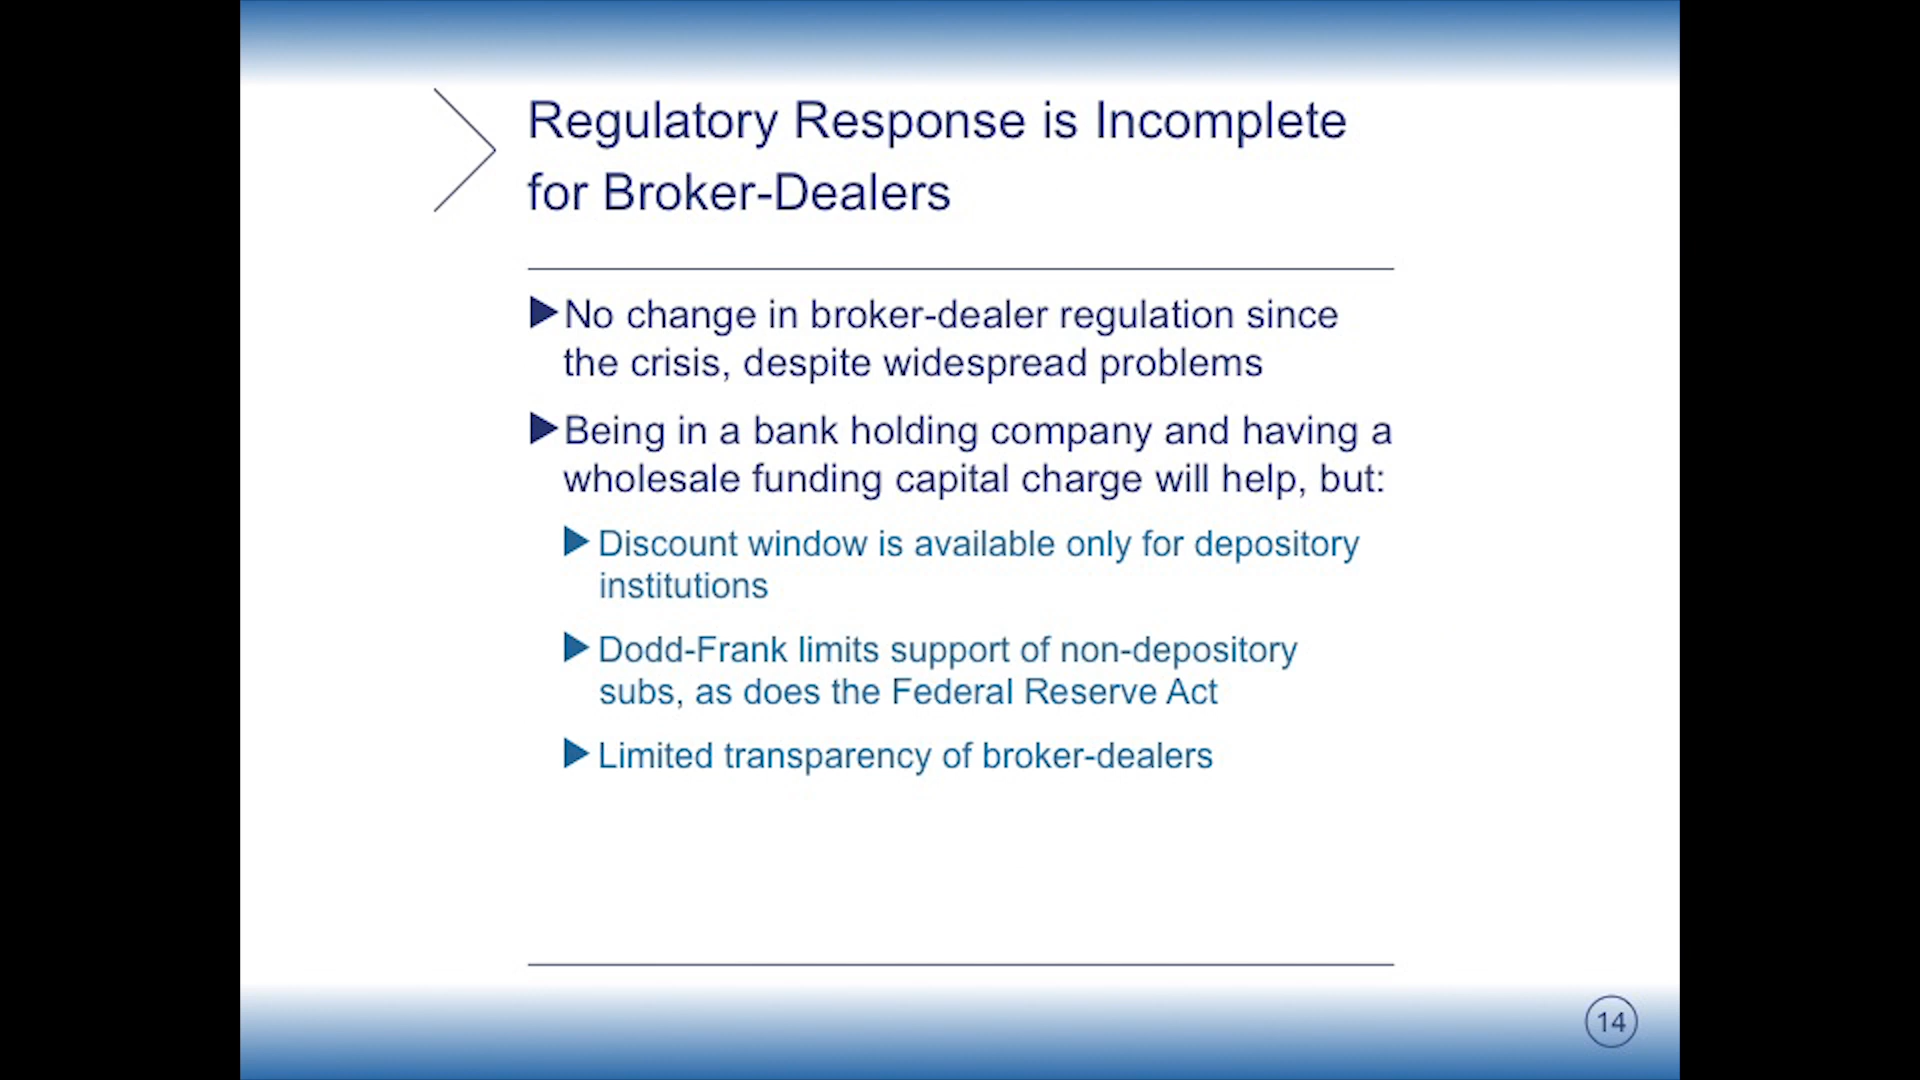 Regulatory Response is Incomplete
for Broker-Dealers
No change in broker-dealer regulation since
the crisis, despite widespread problems
Being in a bank holding company and having a
wholesale funding capital charge will help, but:
Discount window is available only for depository
institutions
Dodd-Frank limits support of non-depository
subs, as does the Federal Reserve Act
Limited transparency of broker-dealers
14